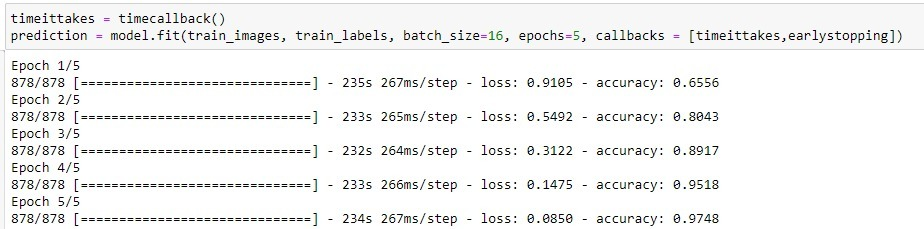 timeittakes = timecallback()
prediction = model.fit(train_images, train_labels, batch_size=16, epochs=5, callbacks = [timeittakes,earlystopping])
Epoch 1/5
878/878 [==============================] - 235s 267ms/step - loss: 0.9105 - accuracy: 0.6556
Epoch 2/5
878/878 [==============================] - 233s 265ms/step - loss: 0.5492 - accuracy: 0.8043
Epoch 3/5
878/878 [==============================] - 232s 264ms/step - loss: 0.3122 - accuracy: 0.8917
Epoch 4/5
878/878 [==============================] - 233s 266ms/step - loss: 0.1475 - accuracy: 0.9518
Epoch 5/5
878/878 [==============================] - 234s 267ms/step - loss: 0.0850 - accuracy: 0.9748